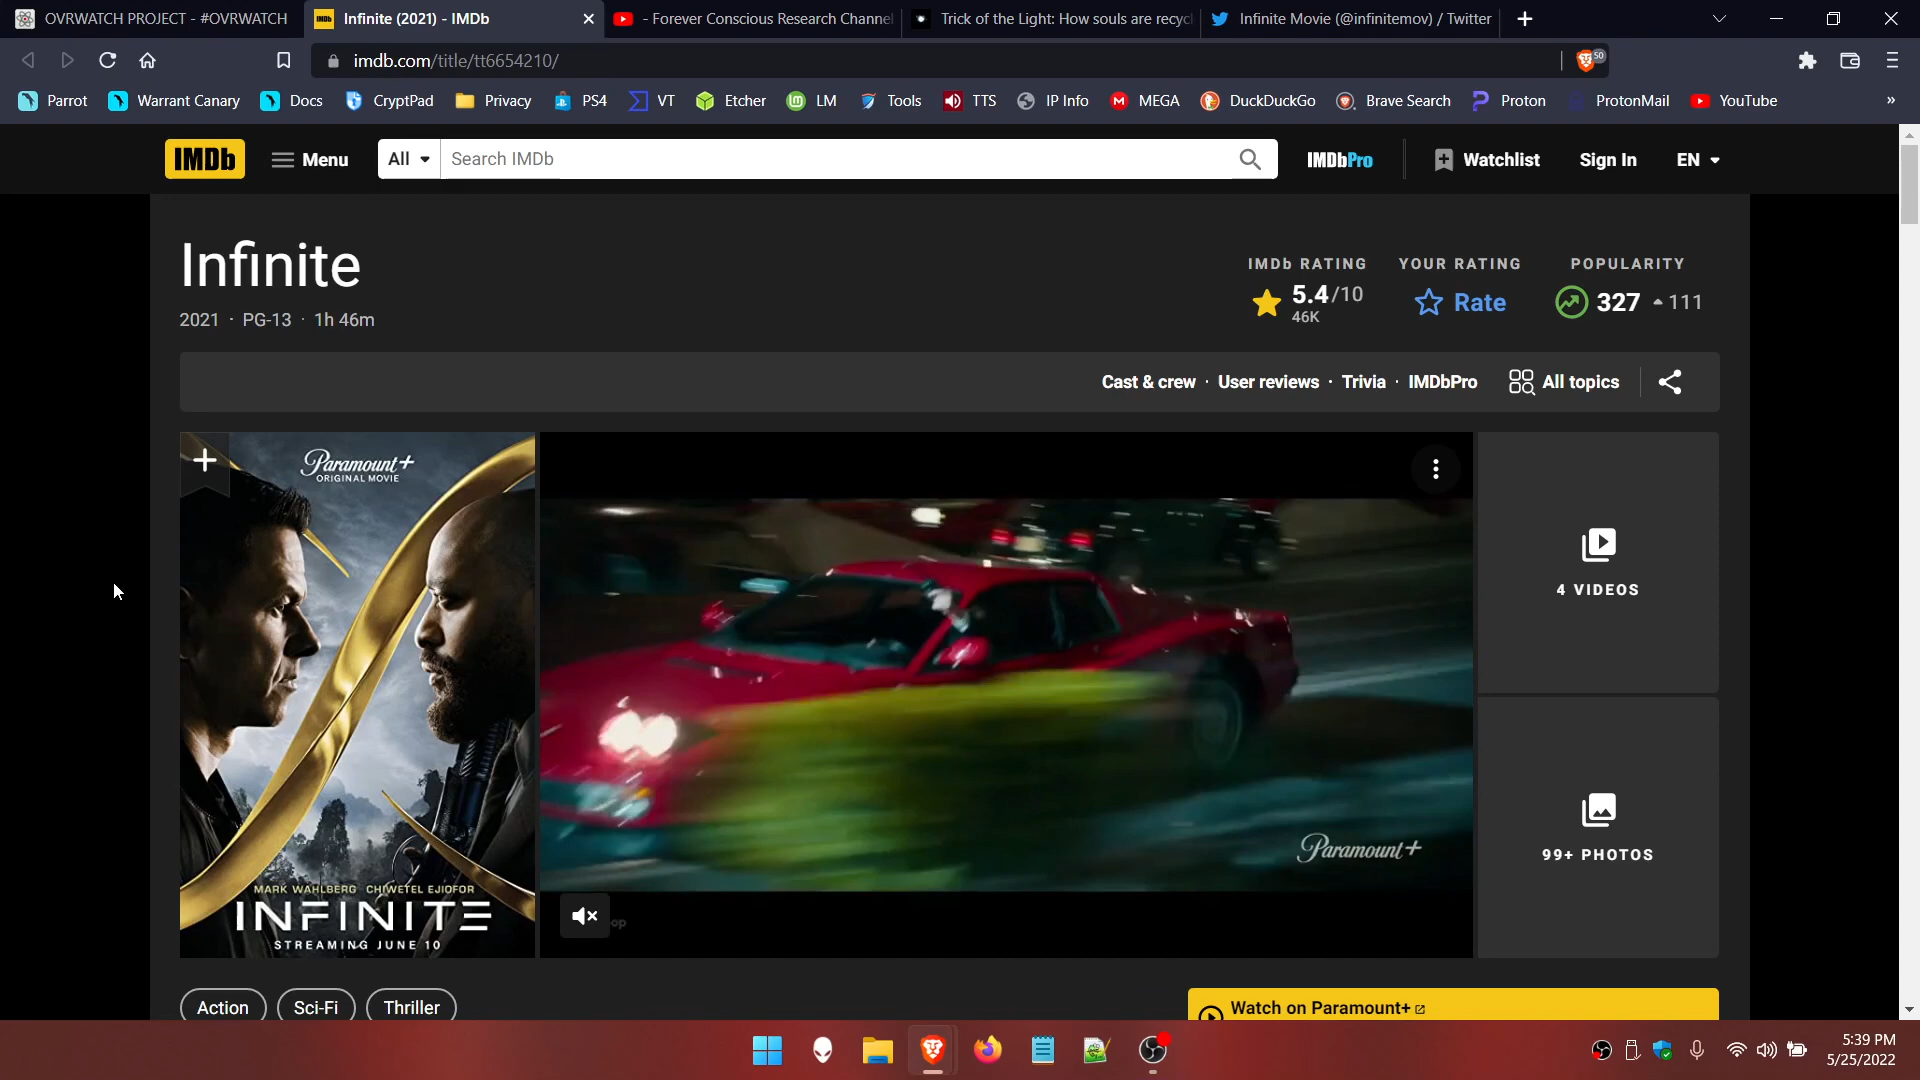 OVRWATCH PROJECT - #OVRWATCH
Infinite (2021) - IMDb
- Forever Conscious Research Channel
Trick of the Light: How souls are recycl
Infinite Movie (@infinitemov) / Twitter
imdb.com/title/tt6654210/
50
Parrot
Warrant Canary
Docs
CryptPad
Privacy
PS4
VT
Etcher
LM
Tools
TTS
IP Info
MEGA
DuckDuckGo
Brave Search
Proton
ProtonMail
YouTube
»
IMDb
Menu
All
Search IMDb
IMDbPro
Watchlist
Sign In
EN
Infinite
2021 · PG-13 · 1h 46m
IMDb RATING
5.4/10
46K
YOUR RATING
Rate
POPULARITY
327
111
Cast & crew · User reviews · Trivia · IMDbPro
All topics
Paramount+
ORIGINAL MOVIE
MARK WAHLBERG CHIWETEL EJIOFOR
INFINITE
STREAMING JUNE 10
Paramount+
op
4 VIDEOS
99+ PHOTOS
Action
Sci-Fi
Thriller
Watch on Paramount+
5:39 PM
5/25/2022